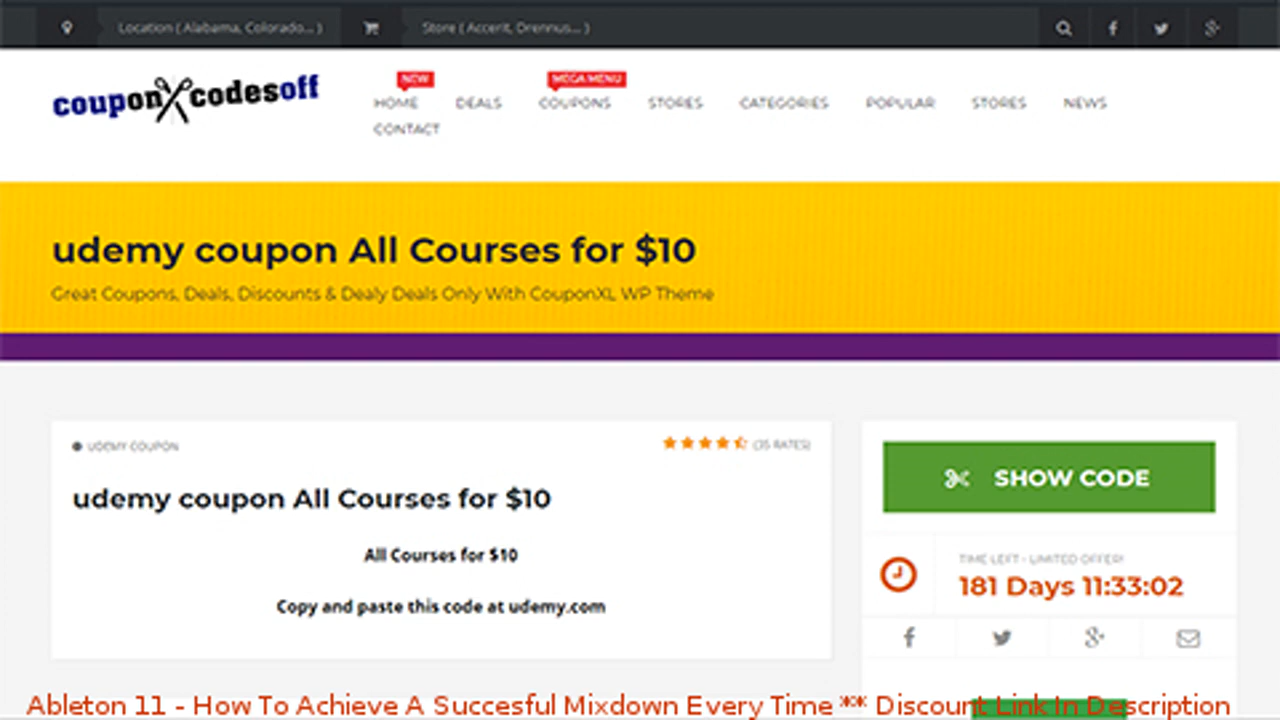 Location ( Alabama, Colorado... )
Store ( Accerit, Drennus... )
couponcodesoff
NEW
MEGA MENU
HOME DEALS COUPONS STORES CATEGORIES POPULAR STORES NEWS
CONTACT
udemy coupon All Courses for $10
Great Coupons, Deals, Discounts & Dealy Deals Only With CouponXL WP Theme
UDEMY COUPON
(35 RATES)
udemy coupon All Courses for $10
All Courses for $10
Copy and paste this code at udemy.com
SHOW CODE
TIME LEFT - LIMITED OFFER!
181 Days 11:33:02
Ableton 11 - How To Achieve A Succesful Mixdown Every Time ** Discount Link In Description